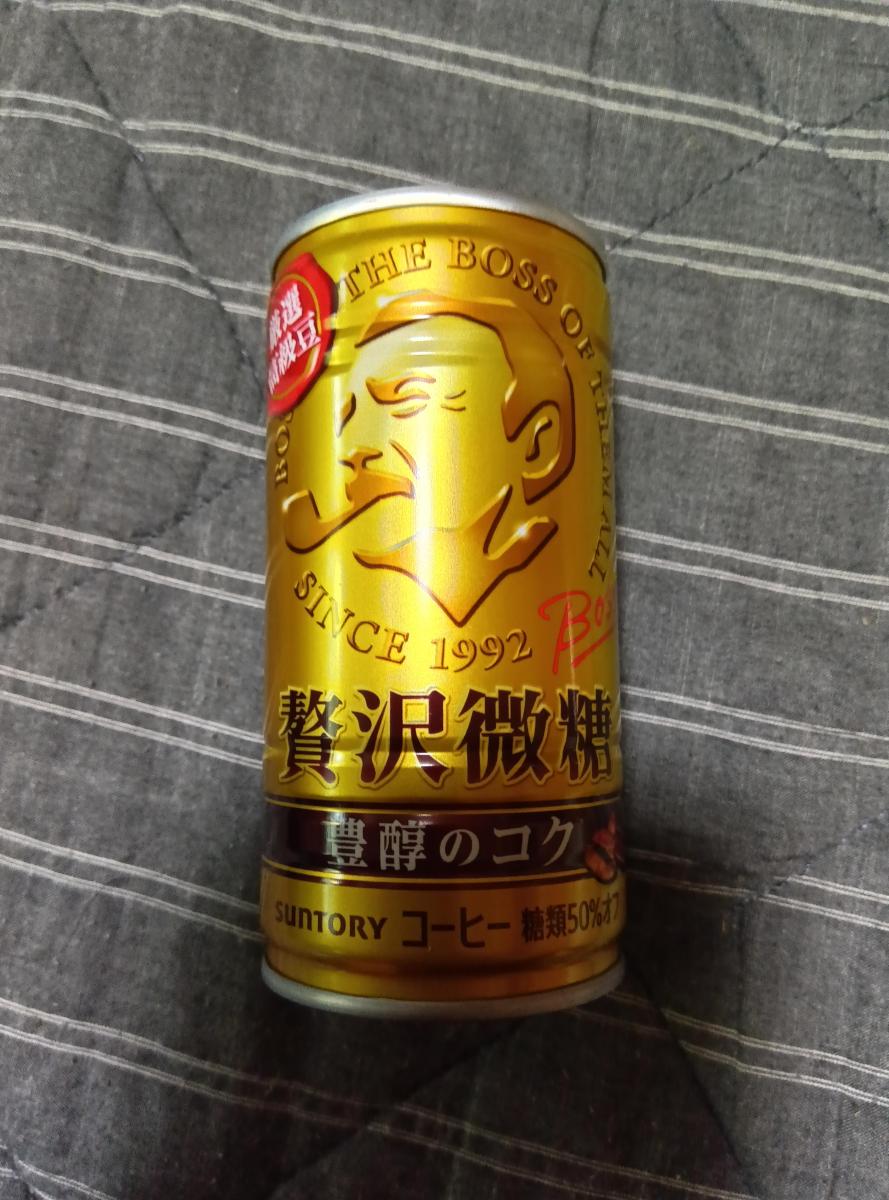 THE BOSS OF THEM ALL
厳選
高級豆
SINCE 1992
贅沢微糖
豊醇のコク
SUNTORY コーヒー 糖類50%オフ